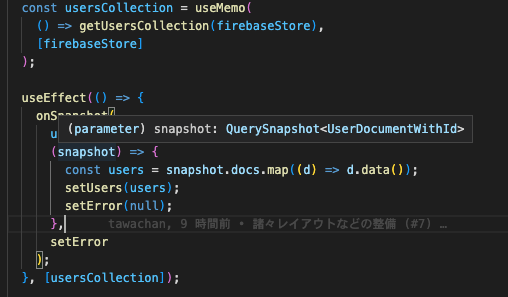 const usersCollection = useMemo(
() => getUsersCollection(firebaseStore),
[firebaseStore]
);
useEffect(() => {
onSnapshot(
(parameter) snapshot: QuerySnapshot<UserDocumentWithId>
u
(snapshot) => {
const users = snapshot.docs.map((d) => d.data());
setUsers(users);
setError(null);
}, tawachan, 9 時間前 • 諸々レイアウトなどの整備 (#7) …
setError
);
}, [usersCollection]);